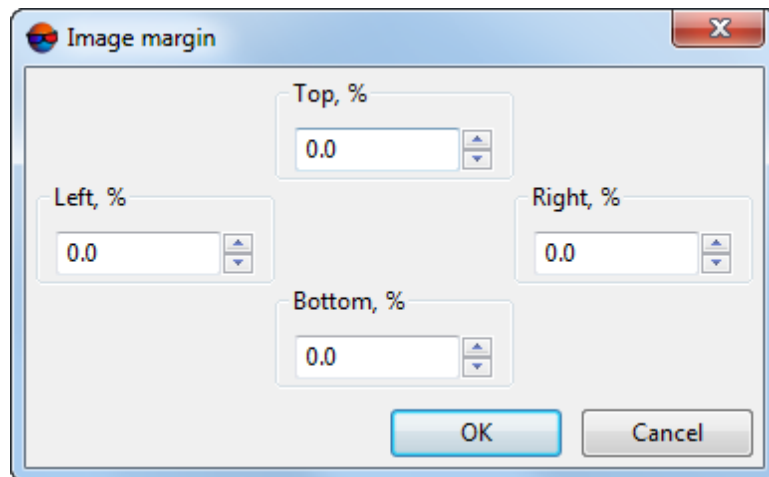 Image margin
Top, %
0.0
Left, %
Right, %
0.0
0.0
Bottom, %
0.0
OK
Cancel